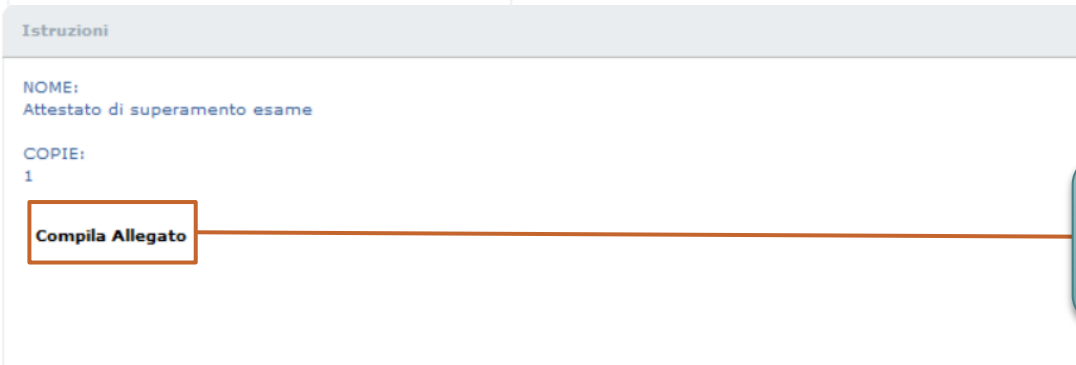 Istruzioni
NOME:
Attestato di superamento esame
COPIE:
1
Compila Allegato